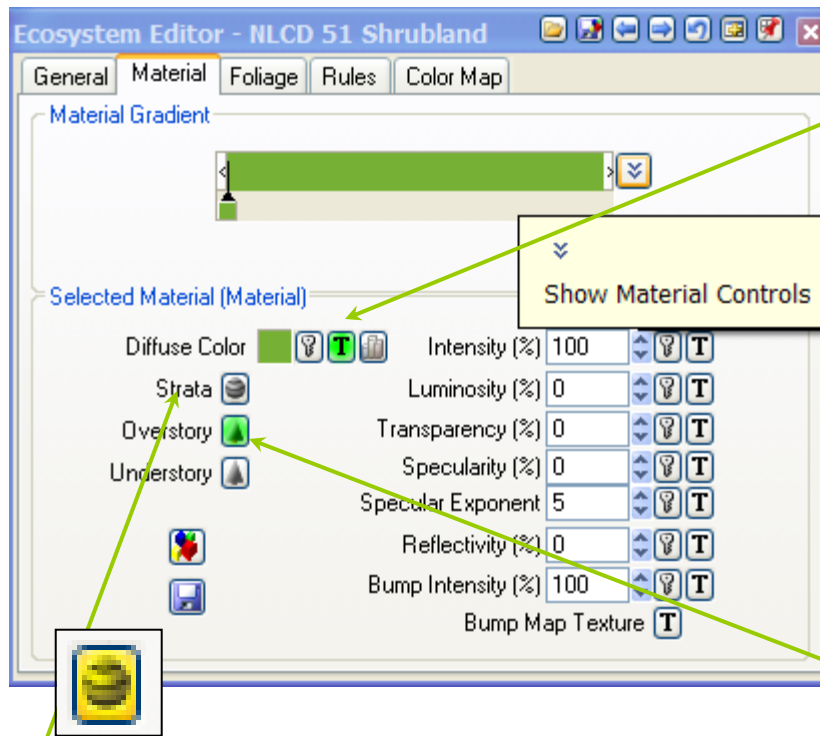 Ecosystem Editor - NLCD 51 Shrubland
General Material Foliage Rules Color Map
Material Gradient
Show Material Controls
Selected Material (Material)
Diffuse Color T Intensity (%) 100 T
Strata Luminosity (%) 0 T
Overstory Transparency (%) 0 T
Understory Specularity (%) 0 T
Specular Exponent 5 T
Reflectivity (%) 0 T
Bump Intensity (%) 100 T
Bump Map Texture T